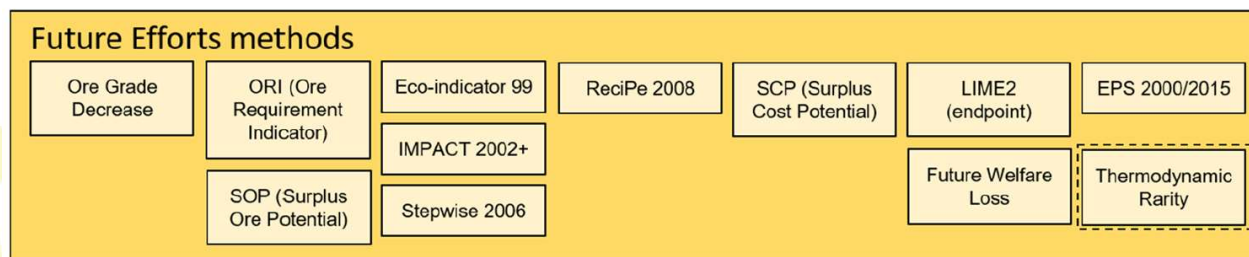 Future Efforts methods
Ore Grade
Decrease
ORI (Ore
Requirement
Indicator)
SOP (Surplus
Ore Potential)
Eco-indicator 99
IMPACT 2002+
Stepwise 2006
ReciPe 2008
SCP (Surplus
Cost Potential)
LIME2
(endpoint)
Future Welfare
Loss
EPS 2000/2015
Thermodynamic
Rarity